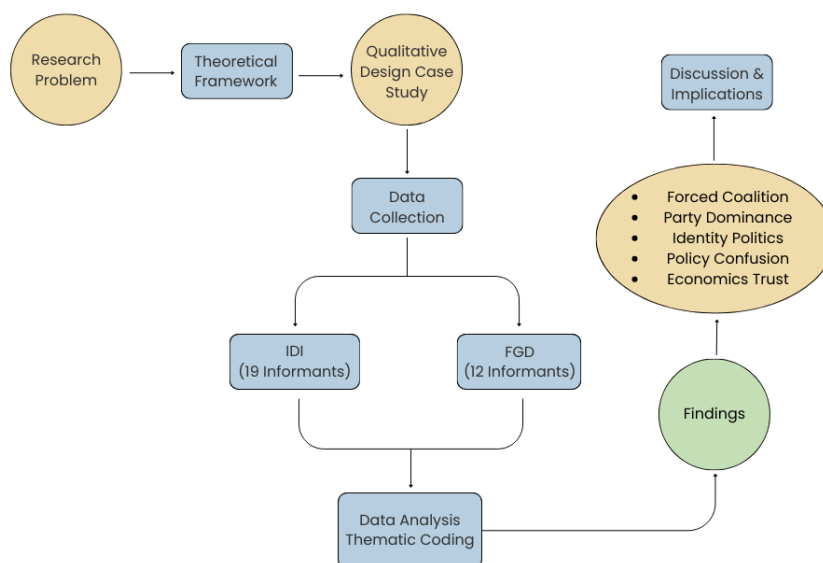 Research
Problem
Theoretical
Framework
Qualitative
Design Case
Study
Data
Collection
IDI
(19 Informants)
FGD
(12 Informants)
Data Analysis
Thematic Coding
Findings
• Forced Coalition
• Party Dominance
• Identity Politics
• Policy Confusion
• Economics Trust
Discussion &
Implications